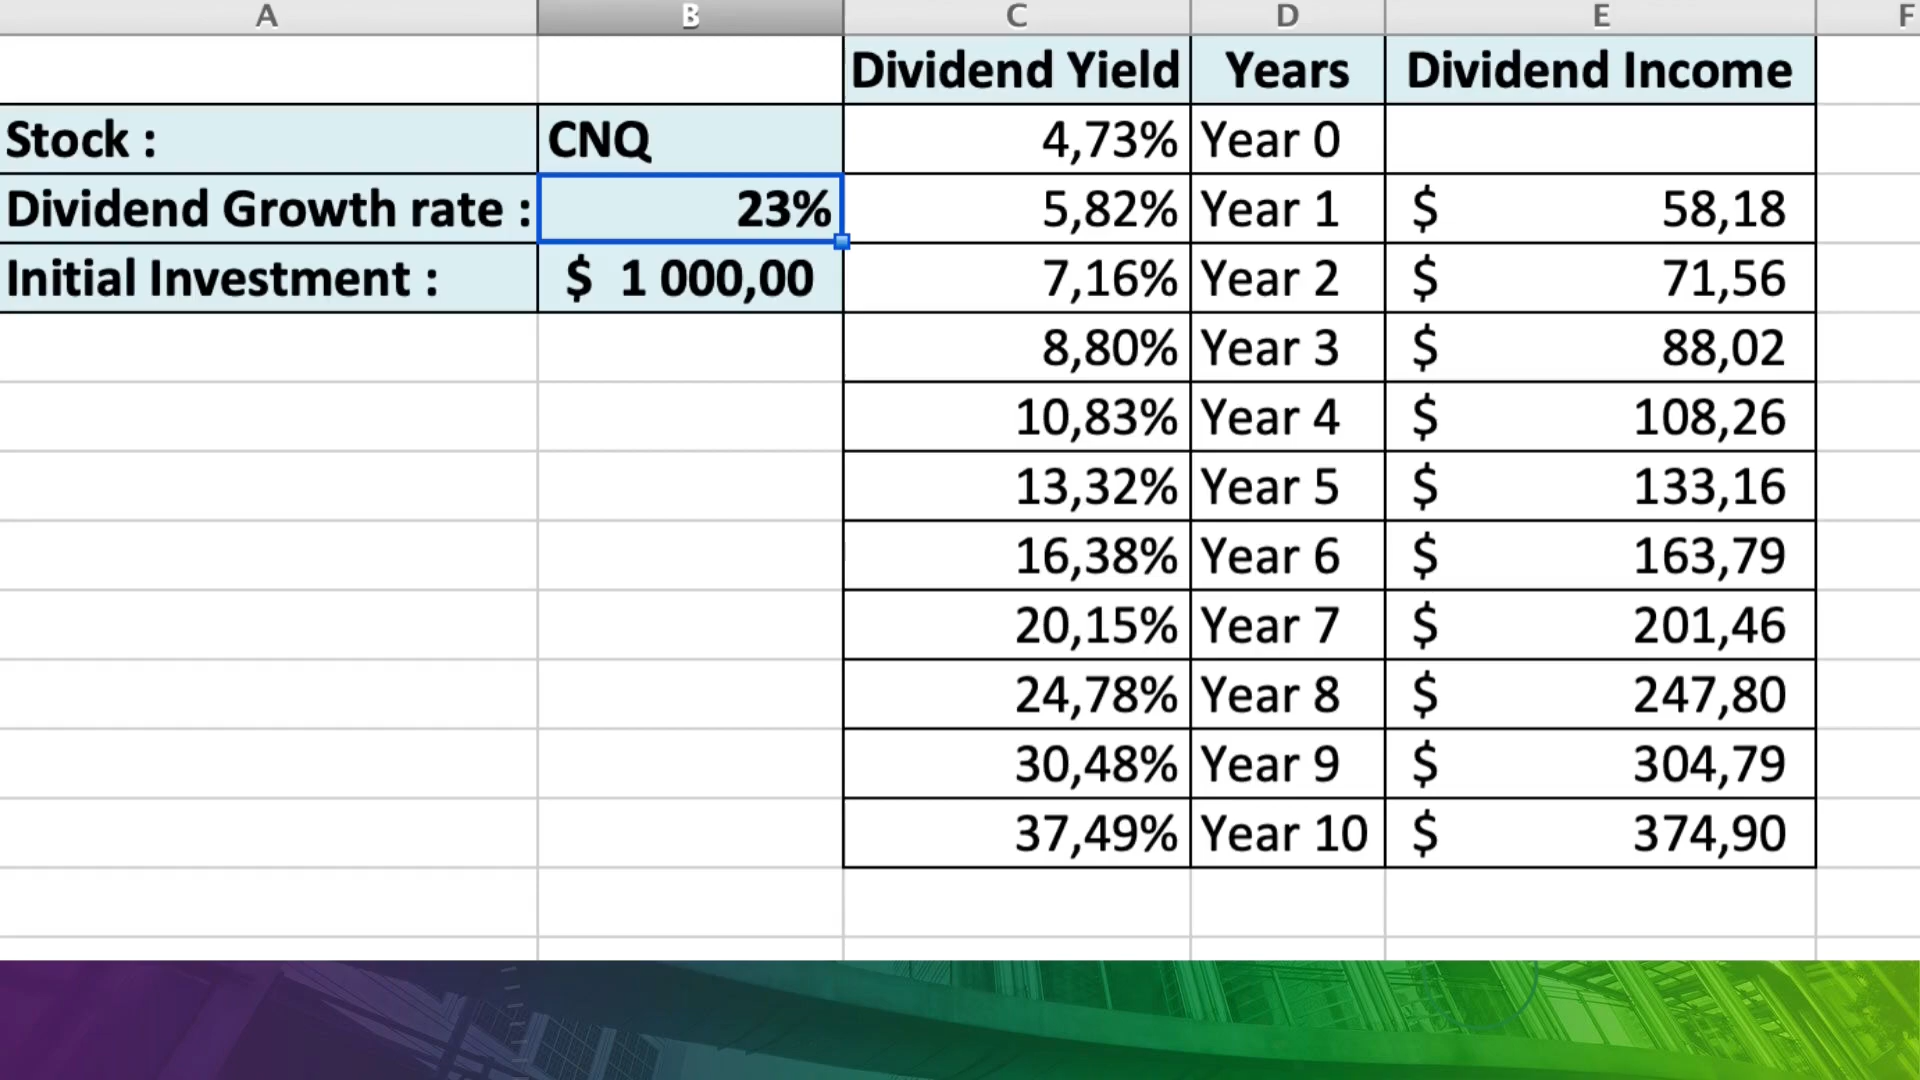 A B C D E F
Dividend Yield Years Dividend Income
Stock : CNQ 4,73% Year 0
Dividend Growth rate : 23% 5,82% Year 1 $ 58,18
Initial Investment : $ 1 000,00 7,16% Year 2 $ 71,56
8,80% Year 3 $ 88,02
10,83% Year 4 $ 108,26
13,32% Year 5 $ 133,16
16,38% Year 6 $ 163,79
20,15% Year 7 $ 201,46
24,78% Year 8 $ 247,80
30,48% Year 9 $ 304,79
37,49% Year 10 $ 374,90